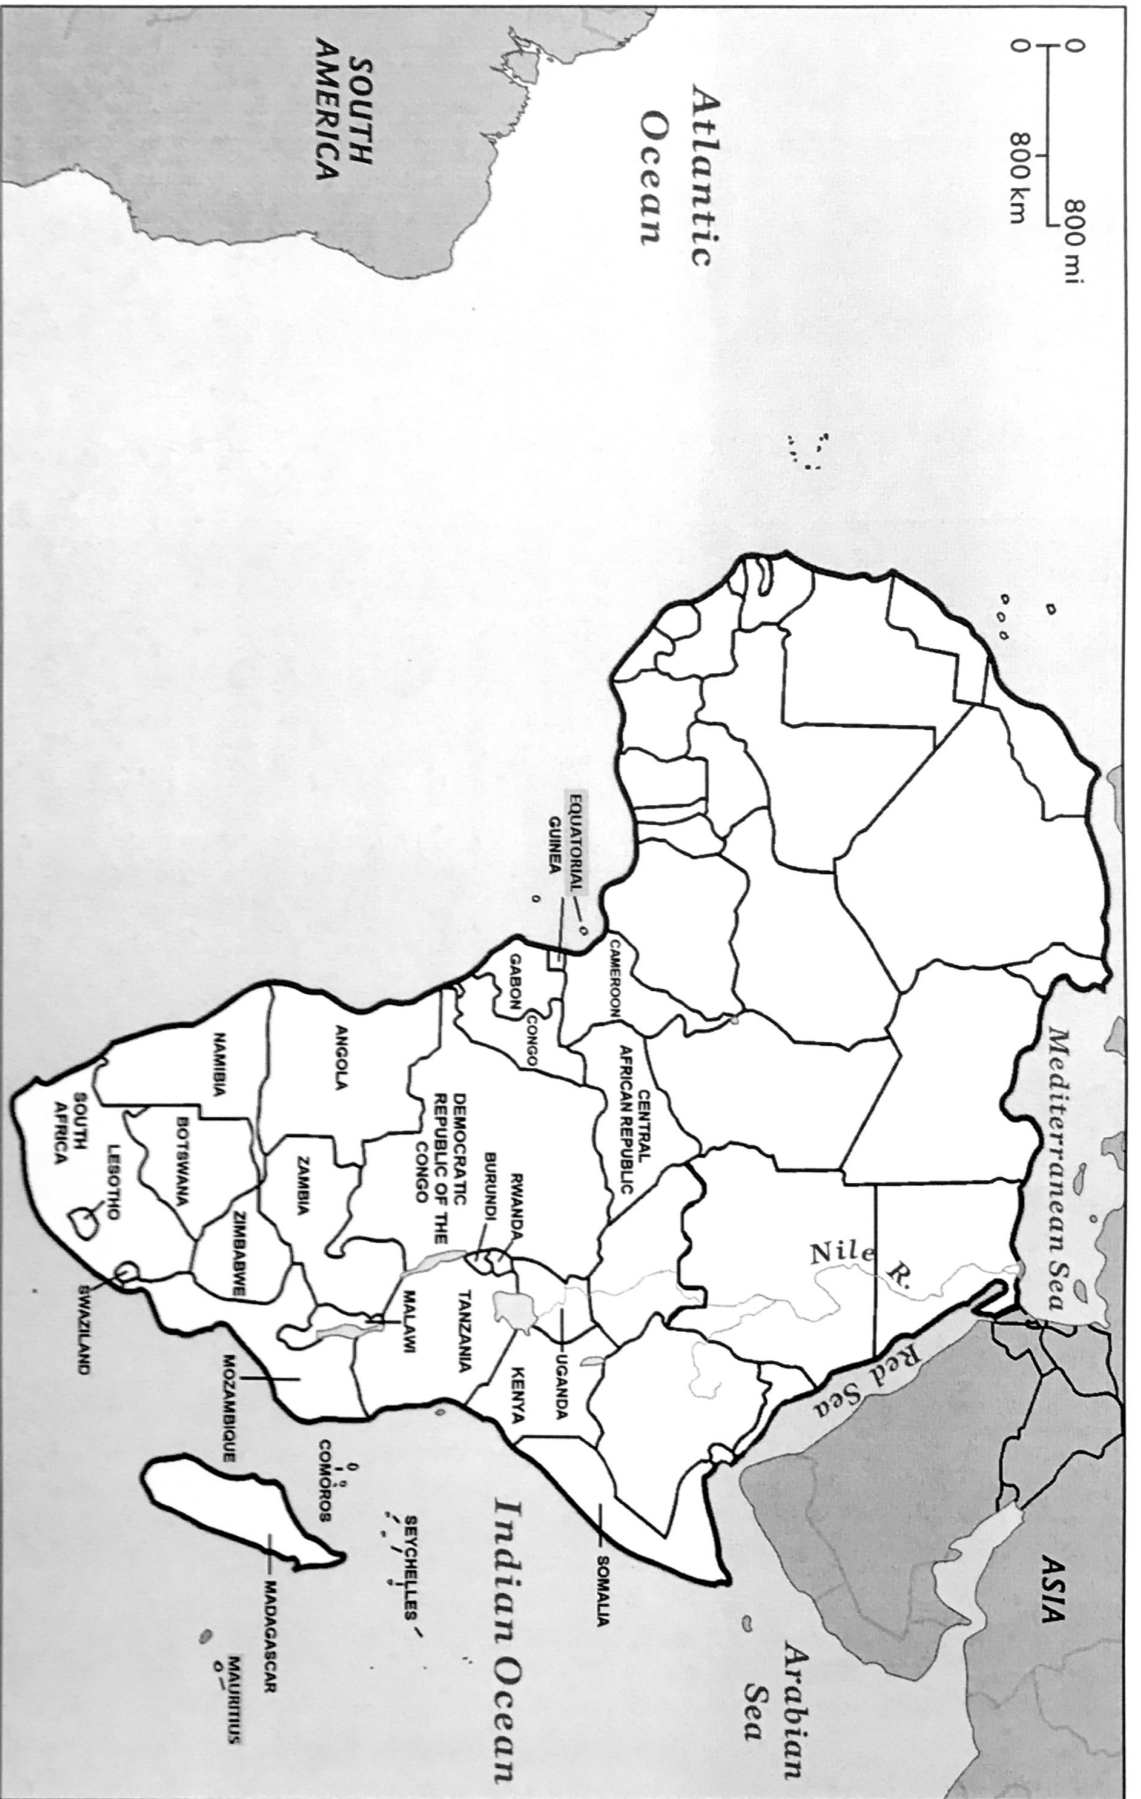 0
800 mi
0
800 km
Atlantic
Ocean
SOUTH
AMERICA
Mediterranean Sea
ASIA
Nile R.
Red Sea
Arabian
Sea
Indian Ocean
EQUATORIAL
GUINEA
CAMEROON
CENTRAL
AFRICAN REPUBLIC
GABON
CONGO
DEMOCRATIC
REPUBLIC OF THE
CONGO
RWANDA
BURUNDI
UGANDA
KENYA
SOMALIA
TANZANIA
ANGOLA
ZAMBIA
MALAWI
NAMIBIA
BOTSWANA
ZIMBABWE
MOZAMBIQUE
COMOROS
SEYCHELLES
MADAGASCAR
MAURITIUS
SOUTH
AFRICA
LESOTHO
SWAZILAND